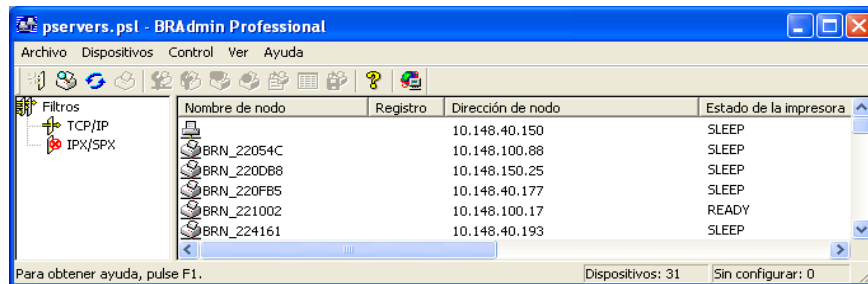 pservers.psl - BRAdmin Professional
Archivo Dispositivos Control Ver Ayuda
Filtros
TCP/IP
IPX/SPX
Nombre de nodo Registro Dirección de nodo Estado de la impresora
10.148.40.150 SLEEP
BRN_22054C 10.148.100.88 SLEEP
BRN_220DB8 10.148.150.25 SLEEP
BRN_220FB5 10.148.40.177 SLEEP
BRN_221002 10.148.100.17 READY
BRN_224161 10.148.40.193 SLEEP
Para obtener ayuda, pulse F1. Dispositivos: 31 Sin configurar: 0